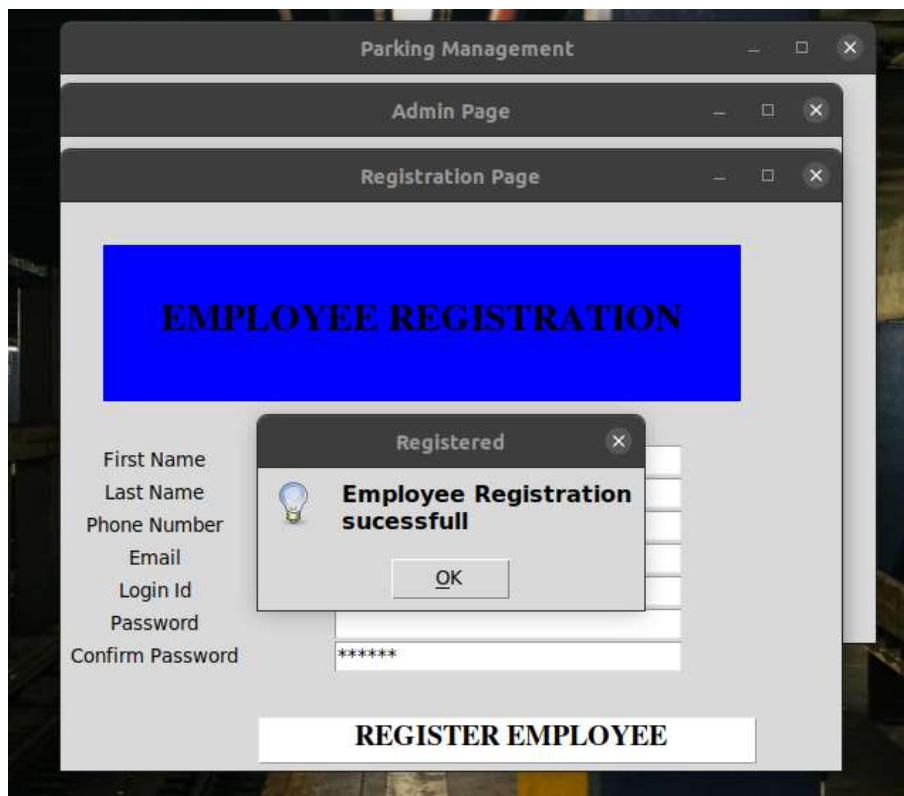 Parking Management
Admin Page
Registration Page
EMPLOYEE REGISTRATION
Registered
Employee Registration
sucessfull
OK
First Name
Last Name
Phone Number
Email
Login Id
Password
Confirm Password ******
REGISTER EMPLOYEE